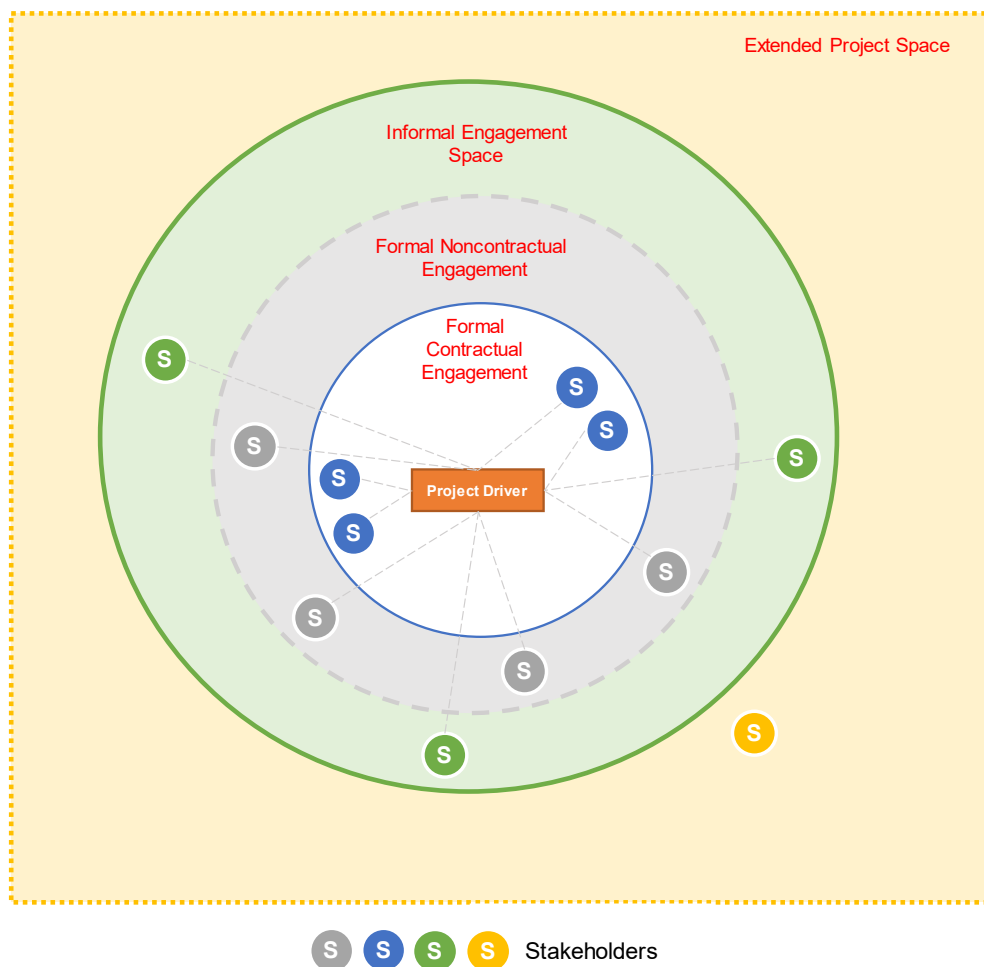 Extended Project Space
Informal Engagement
Space
Formal Noncontractual
Engagement
Formal
Contractual
Engagement
S
S
S
S
S
S
Project Driver
S
S
S
S
S
S
S S S S Stakeholders